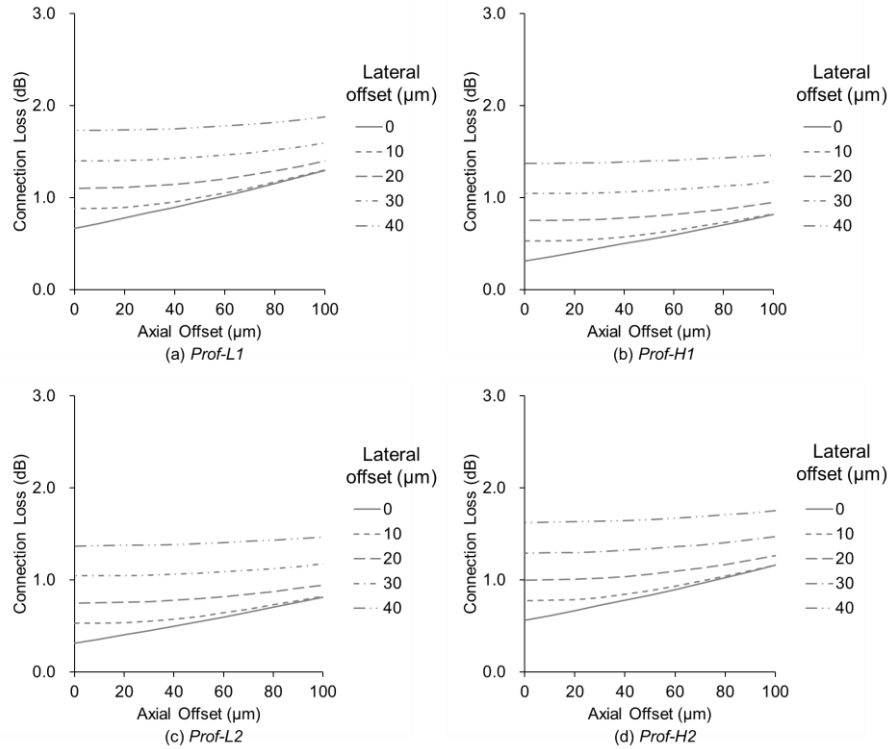 3.0
2.0
1.0
0.0
Connection Loss (dB)
0 20 40 60 80 100
Axial Offset (µm)
Lateral
offset (µm)
0
10
20
30
40
(a) Prof-L1
3.0
2.0
1.0
0.0
Connection Loss (dB)
0 20 40 60 80 100
Axial Offset (µm)
Lateral
offset (µm)
0
10
20
30
40
(b) Prof-H1
3.0
2.0
1.0
0.0
Connection Loss (dB)
0 20 40 60 80 100
Axial Offset (µm)
Lateral
offset (µm)
0
10
20
30
40
(c) Prof-L2
3.0
2.0
1.0
0.0
Connection Loss (dB)
0 20 40 60 80 100
Axial Offset (µm)
Lateral
offset (µm)
0
10
20
30
40
(d) Prof-H2